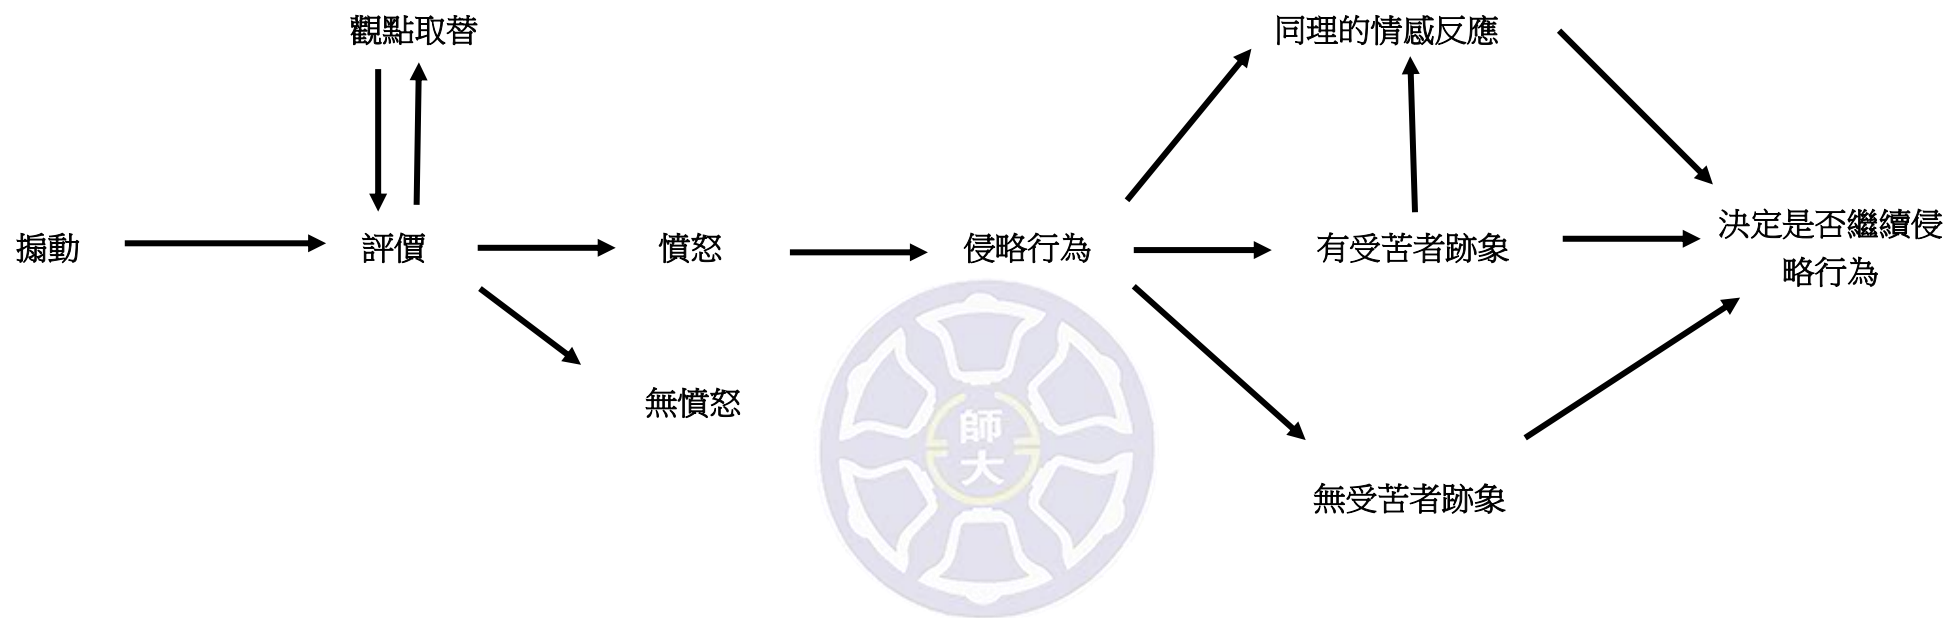 觀點取替
同理的情感反應
搧動
評價
憤怒
侵略行為
有受苦者跡象
決定是否繼續侵
略行為
無憤怒
師
大
無受苦者跡象